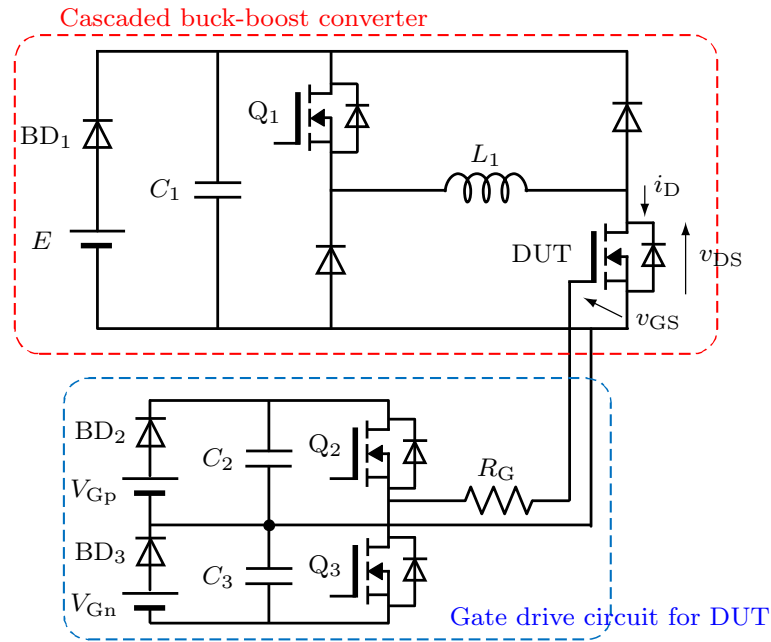 Cascaded buck-boost converter
Q1
BD1
L1
C1
iD
E
DUT
vDS
vGS
BD2
C2
Q2
RG
VGp
BD3
C3
Q3
VGn
Gate drive circuit for DUT